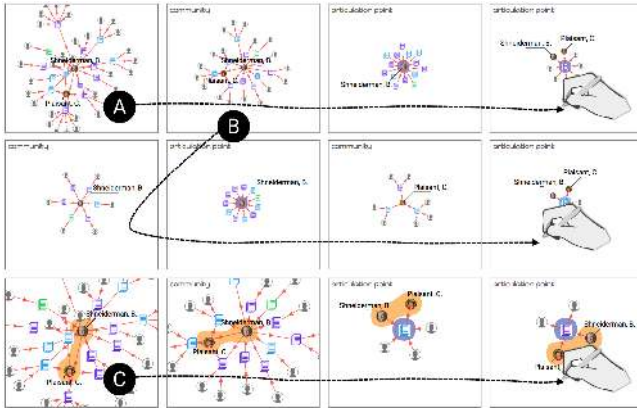 community
articulation point
articulation point
Shneiderman, B.
Plaisant, C.
Shneiderman, B.
Plaisant, C.
Shneiderman, B.
Shneiderman, B.
Plaisant, C.
A
B
community
articulation point
community
articulation point
Shneiderman, B.
Shneiderman, B.
Plaisant, C.
Plaisant, C.
Shneiderman, B.
community
articulation point
articulation point
Shneiderman, B.
Plaisant, C.
Shneiderman, B.
Plaisant, C.
Shneiderman, B.
Plaisant, C.
Shneiderman, B.
Plaisant
C